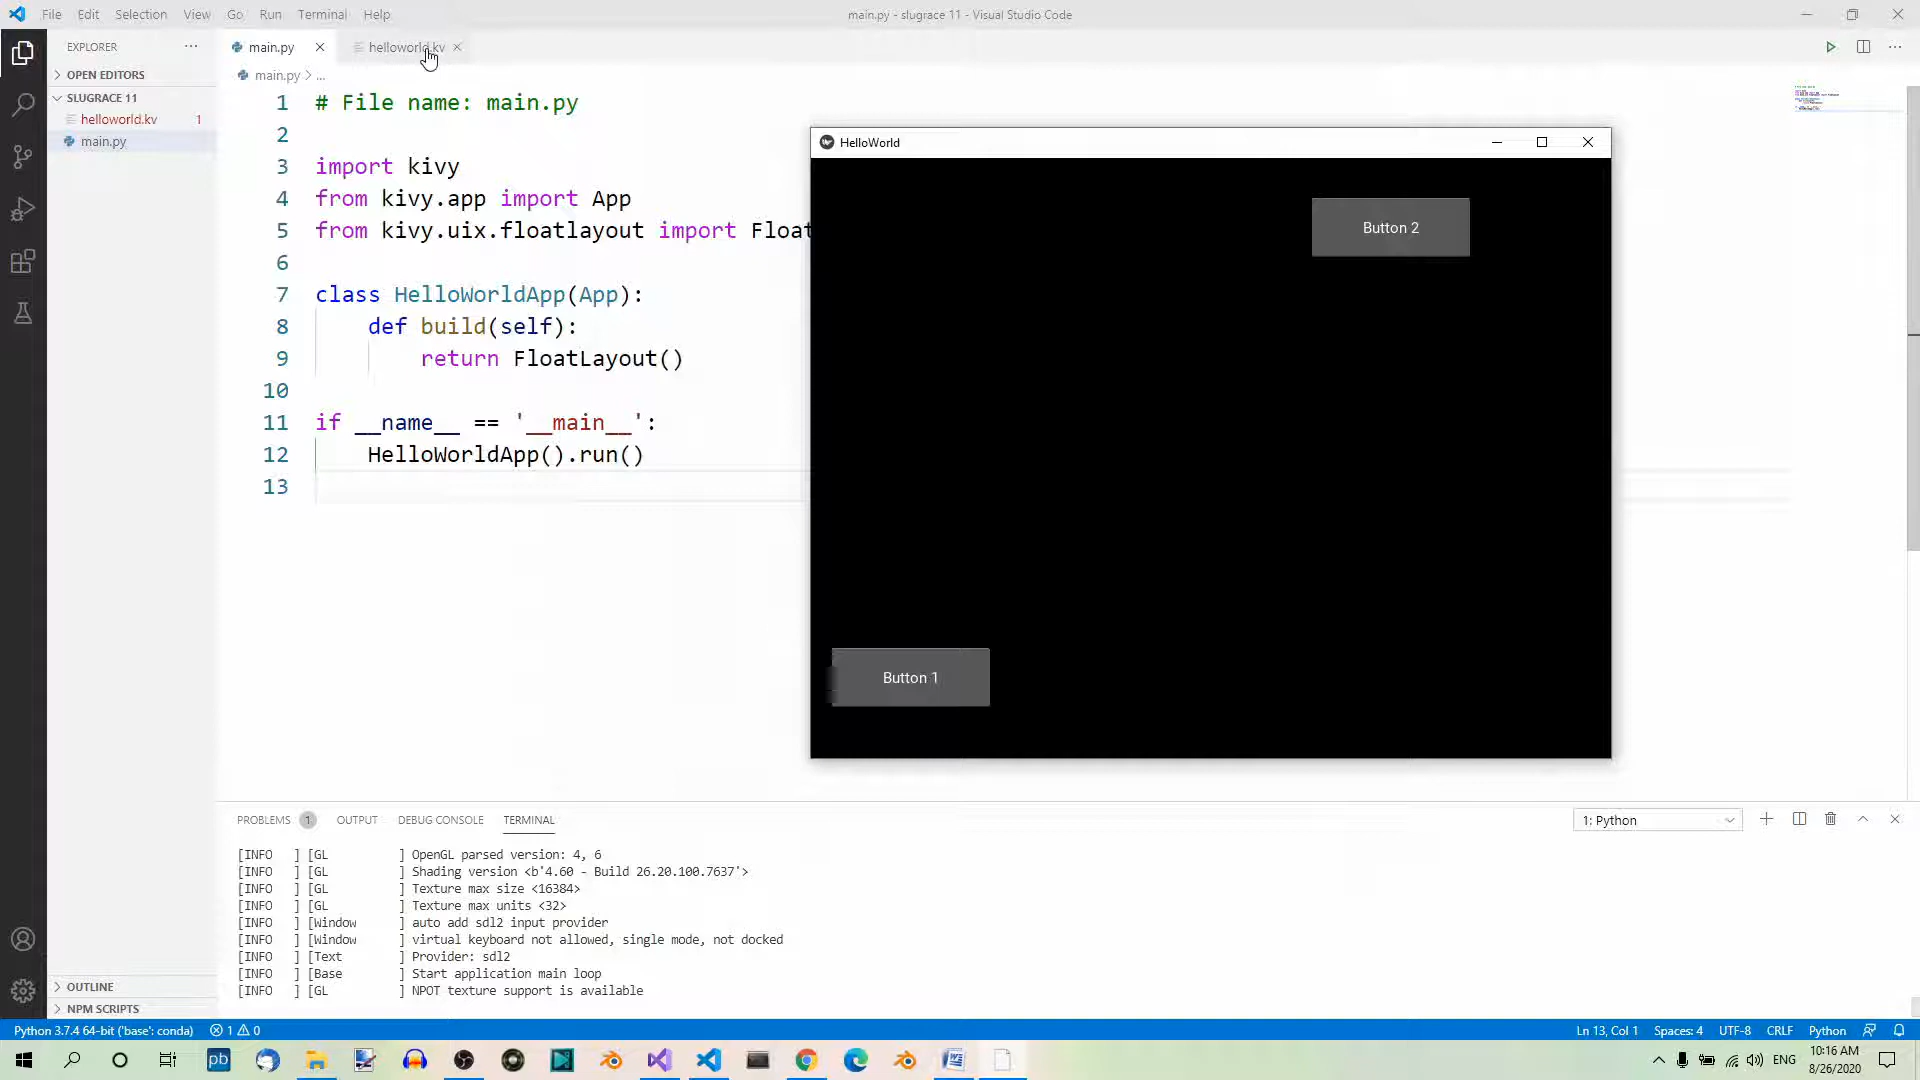 File Edit Selection View Go Run Terminal Help
main.py - slugrace 11 - Visual Studio Code
EXPLORER ...
OPEN EDITORS
SLUGRACE 11
helloworld.kv 1
main.py
OUTLINE
NPM SCRIPTS
main.py
helloworld.kv
main.py > ...
1 # File name: main.py
2
3 import kivy
4 from kivy.app import App
5 from kivy.uix.floatlayout import Float
6
7 class HelloWorldApp(App):
8 def build(self):
9 return FloatLayout()
10
11 if __name__ == '__main__':
12 HelloWorldApp().run()
13
HelloWorld
Button 2
Button 1
PROBLEMS 1 OUTPUT DEBUG CONSOLE TERMINAL
1: Python
[INFO ] [GL ] OpenGL parsed version: 4, 6
[INFO ] [GL ] Shading version <b'4.60 - Build 26.20.100.7637'>
[INFO ] [GL ] Texture max size <16384>
[INFO ] [GL ] Texture max units <32>
[INFO ] [Window ] auto add sdl2 input provider
[INFO ] [Window ] virtual keyboard not allowed, single mode, not docked
[INFO ] [Text ] Provider: sdl2
[INFO ] [Base ] Start application main loop
[INFO ] [GL ] NPOT texture support is available
Python 3.7.4 64-bit ('base': conda) 1 0
Ln 13, Col 1 Spaces: 4 UTF-8 CRLF Python
pb
ENG
10:16 AM
8/26/2020